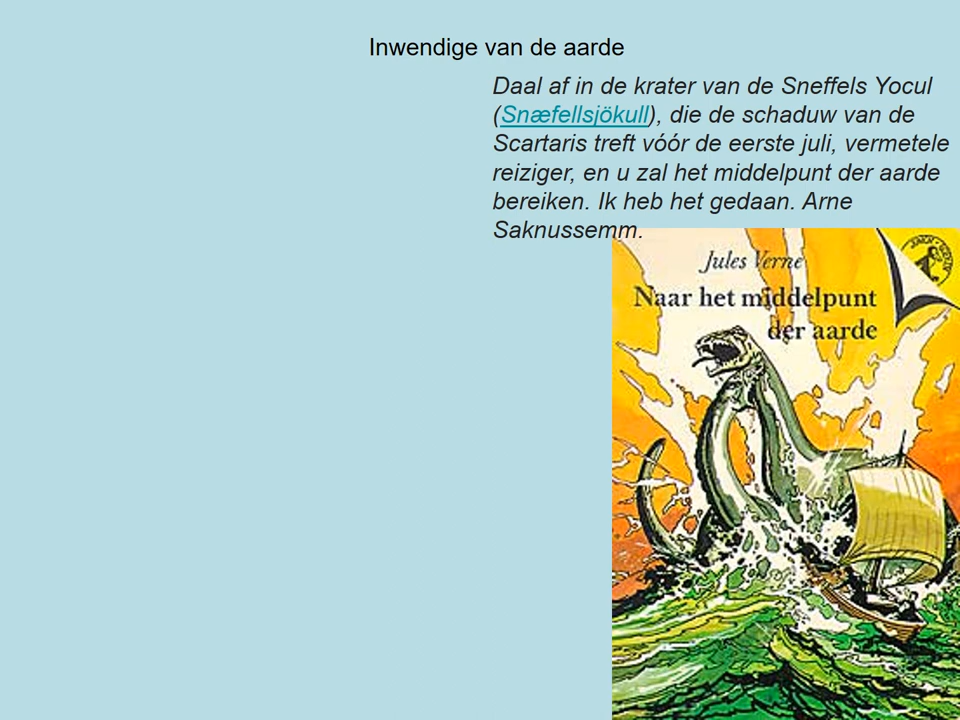 Inwendige van de aarde
Daal af in de krater van de Sneffels Yocul
(Snæfellsjökull), die de schaduw van de
Scartaris treft vóór de eerste juli, vermetele
reiziger, en u zal het middelpunt der aarde
bereiken. Ik heb het gedaan. Arne
Saknussemm.
Jules Verne
Naar het middelpunt
der aarde